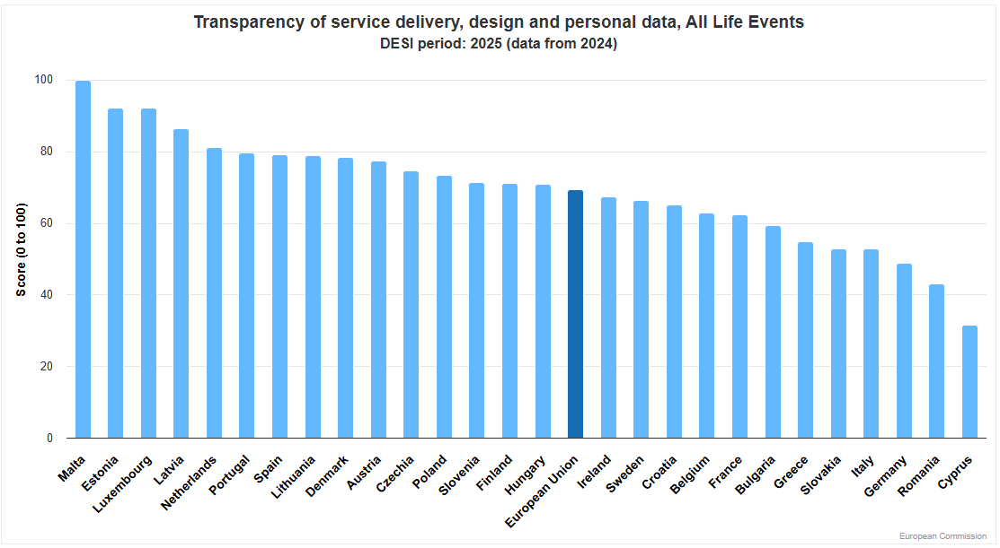 Transparency of service delivery, design and personal data, All Life Events
DESI period: 2025 (data from 2024)
Score (0 to 100)
100
80
60
40
20
0
Malta
Estonia
Luxembourg
Latvia
Netherlands
Portugal
Spain
Lithuania
Denmark
Austria
Czechia
Poland
Slovenia
Finland
Hungary
European Union
Ireland
Sweden
Croatia
Belgium
France
Bulgaria
Greece
Slovakia
Italy
Germany
Romania
Cyprus
European Commission